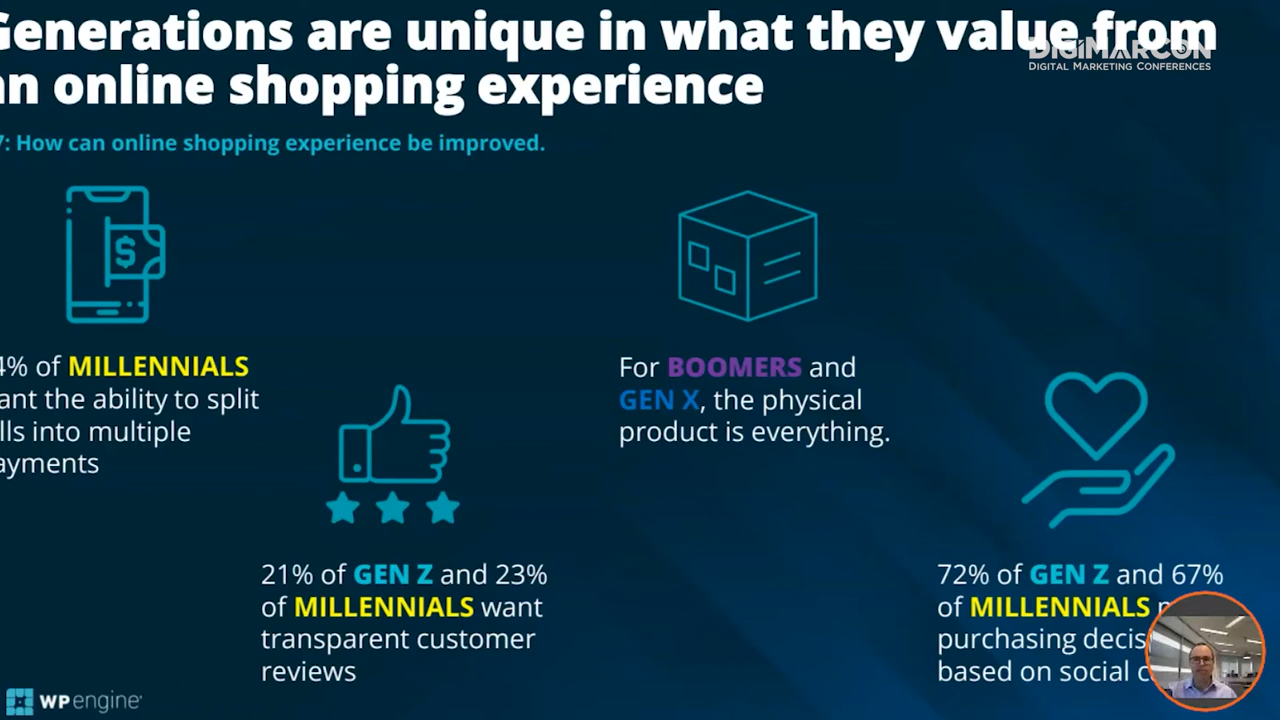 Generations are unique in what they value from
an online shopping experience
DIGIMARCON
DIGITAL MARKETING CONFERENCES
7: How can online shopping experience be improved.
$
4% of MILLENNIALS
ant the ability to split
lls into multiple
ayments
For BOOMERS and
GEN X, the physical
product is everything.
21% of GEN Z and 23%
of MILLENNIALS want
transparent customer
reviews
72% of GEN Z and 67%
of MILLENNIALS
purchasing decis
based on social c
WP engine